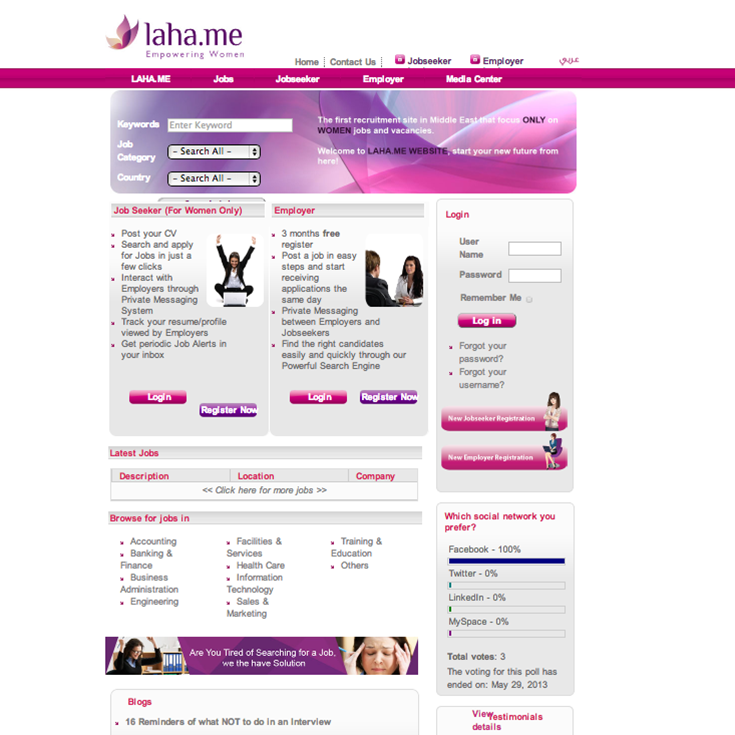 laha.me
Empowering Women
Home Contact Us Jobseeker Employer عربي
LAHA.ME Jobs Jobseeker Employer Media Center
Keywords Enter Keyword
Job
Category
- Search All -
Country - Search All -
The first recruitment site in Middle East that focus ONLY on
WOMEN jobs and vacancies.
Welcome to LAHA.ME WEBSITE, start your new future from
here!
Job Seeker (For Women Only)
Post your CV
Search and apply
for Jobs in just a
few clicks
Interact with
Employers through
Private Messaging
System
Track your resume/profile
viewed by Employers
Get periodic Job Alerts in
your inbox
Login
Register Now
Employer
3 months free
register
Post a job in easy
steps and start
receiving
applications the
same day
Private Messaging
between Employers and
Jobseekers
Find the right candidates
easily and quickly through our
Powerful Search Engine
Login Register Now
Login
User
Name
Password
Remember Me
Log in
Forgot your
password?
Forgot your
username?
New Jobseeker Registration
New Employer Registration
Latest Jobs
Description Location Company
<< Click here for more jobs >>
Browse for jobs in
Accounting
Banking &
Finance
Business
Administration
Engineering
Facilities &
Services
Health Care
Information
Technology
Sales &
Marketing
Training &
Education
Others
Are You Tired of Searching for a Job,
we the have Solution
Blogs
16 Reminders of what NOT to do in an Interview
Which social network you
prefer?
Facebook - 100%
Twitter - 0%
LinkedIn - 0%
MySpace - 0%
Total votes: 3
The voting for this poll has
ended on: May 29, 2013
View Testimonials
details